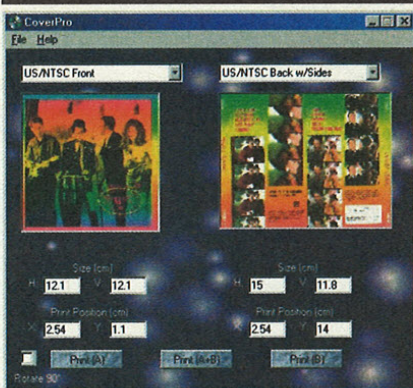 CoverPro
File Help
US/NTSC Front
US/NTSC Back w/Sides
Size (cm)
H 12.1 V 12.1
Size (cm)
H 15 V 11.8
Print Position (cm)
X 2.54 Y 1.1
Print Position (cm)
X 2.54 Y 14
Print (A)
Print (A+B)
Print (B)
Rotate 90°